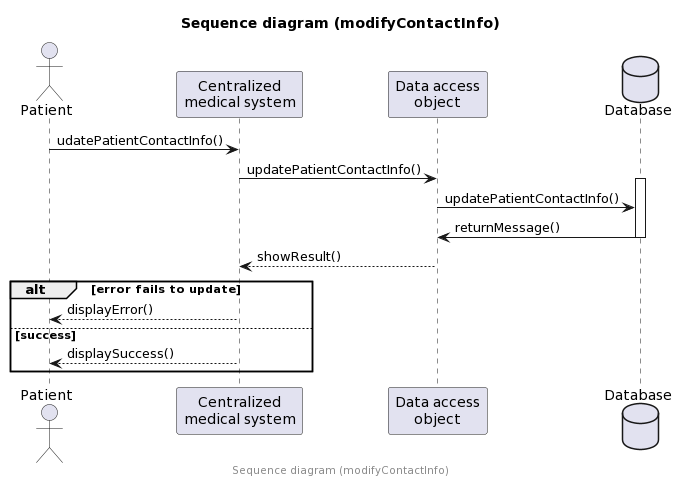 Sequence diagram (modifyContactInfo)
Patient
Centralized
medical system
Data access
object
Database
udatePatientContactInfo()
updatePatientContactInfo()
updatePatientContactInfo()
returnMessage()
showResult()
alt [error fails to update]
displayError()
[success]
displaySuccess()
Patient
Centralized
medical system
Data access
object
Database
Sequence diagram (modifyContactInfo)